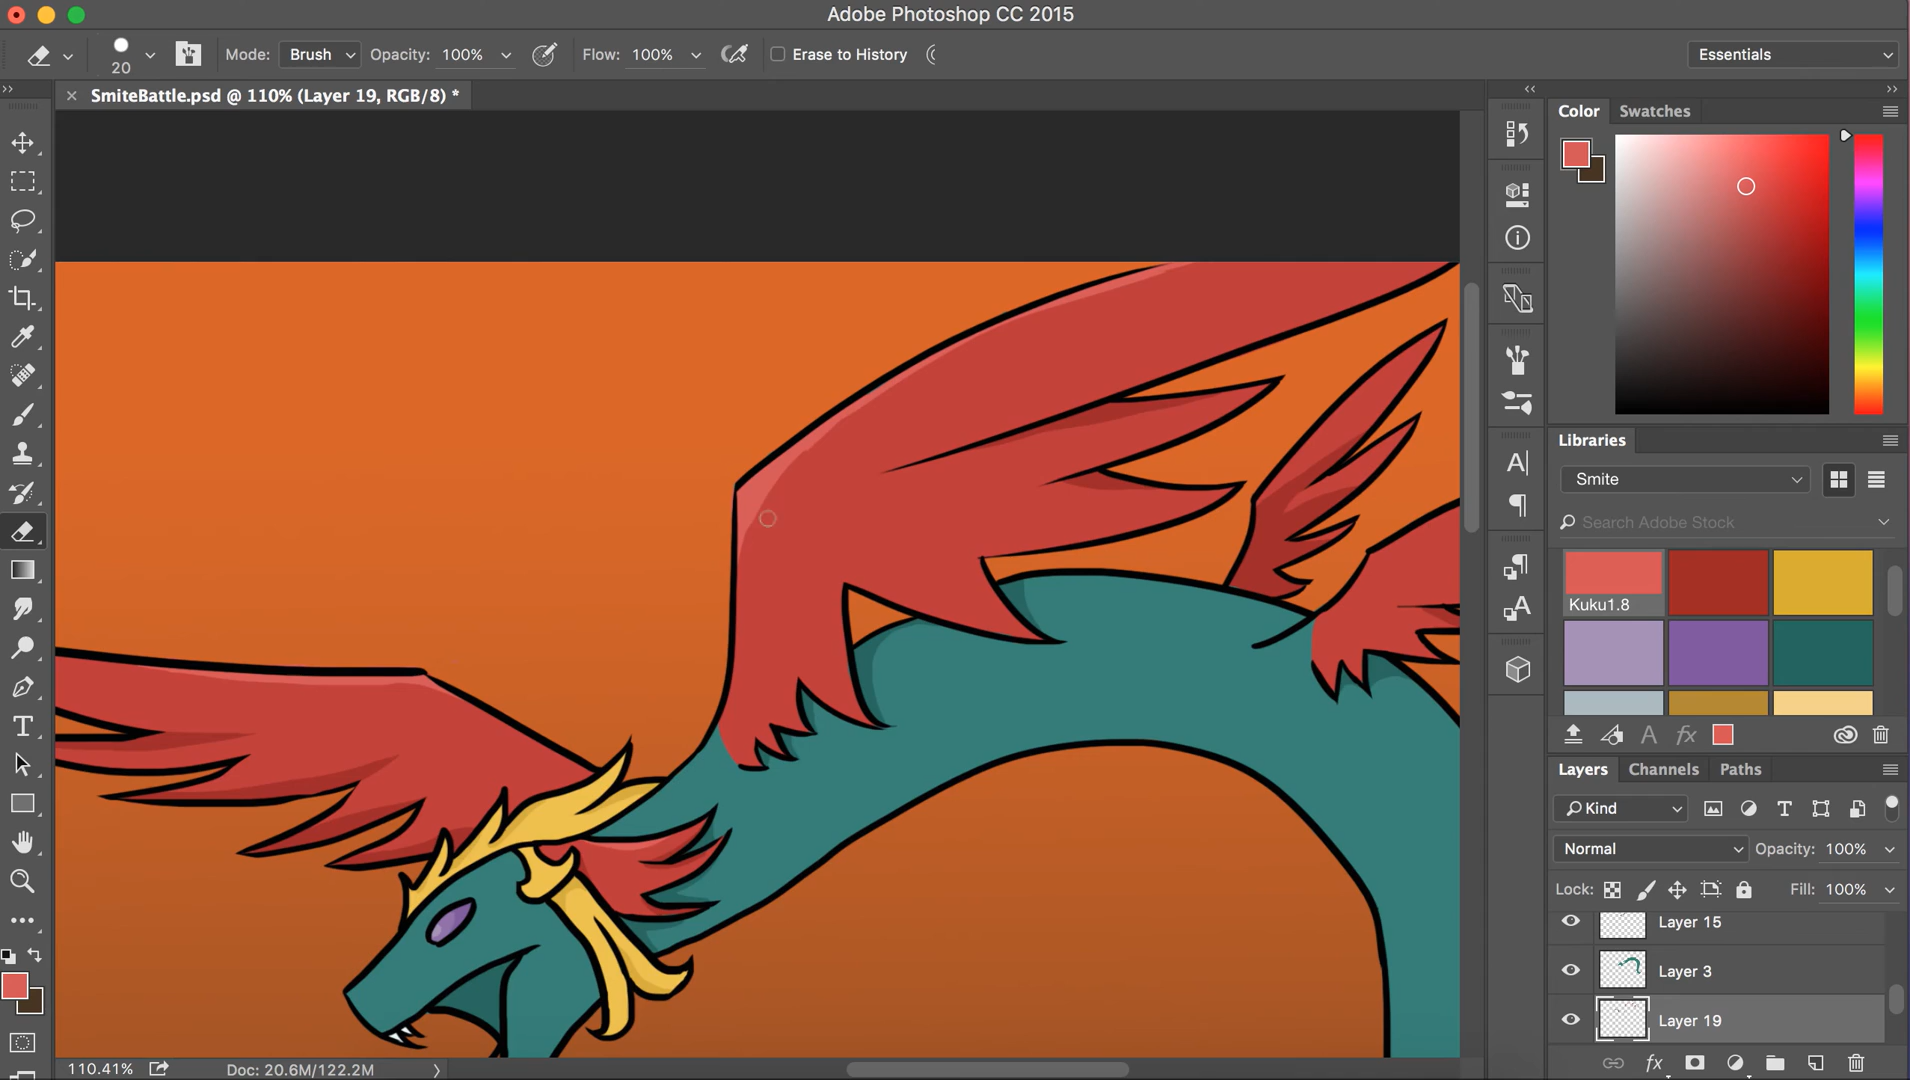 Adobe Photoshop CC 2015
20
Mode: Brush Opacity: 100% Flow: 100% Erase to History
Essentials
SmiteBattle.psd @ 110% (Layer 19, RGB/8) *
Color Swatches
Libraries
Smite
Search Adobe Stock
Kuku1.8
Layers Channels Paths
Kind
Normal Opacity: 100%
Lock: Fill: 100%
Layer 15
Layer 3
Layer 19
110.41% Doc: 20.6M/122.2M